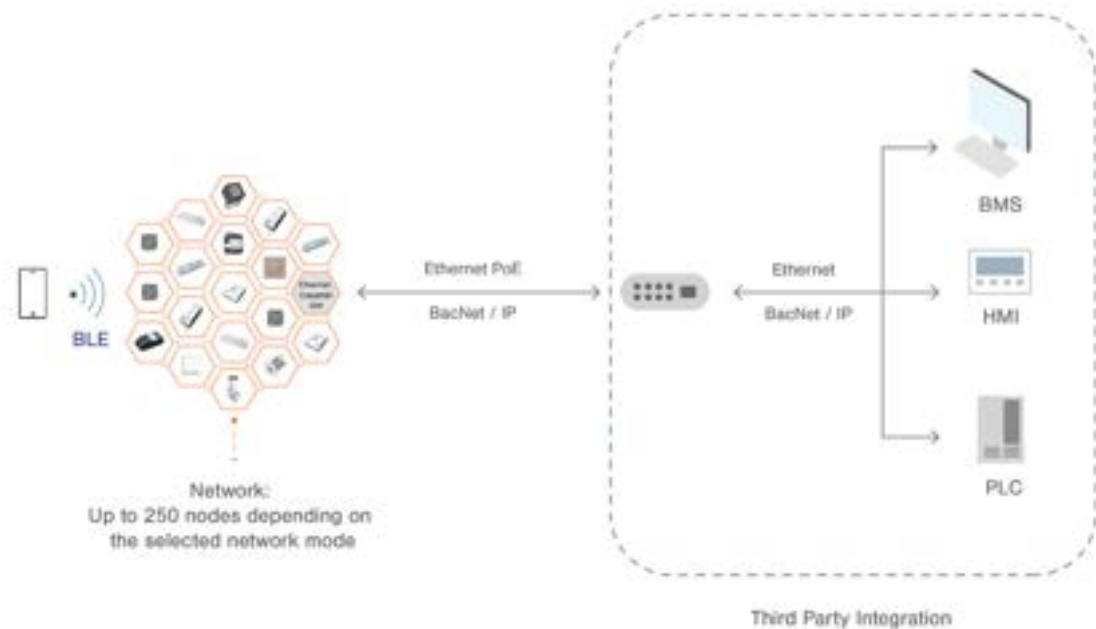 BMS
Ethernet PoE
Ethernet
BacNet / IP
BacNet / IP
HMI
BLE
PLC
Network:
Up to 250 nodes depending on
the selected network mode
Third Party Integration